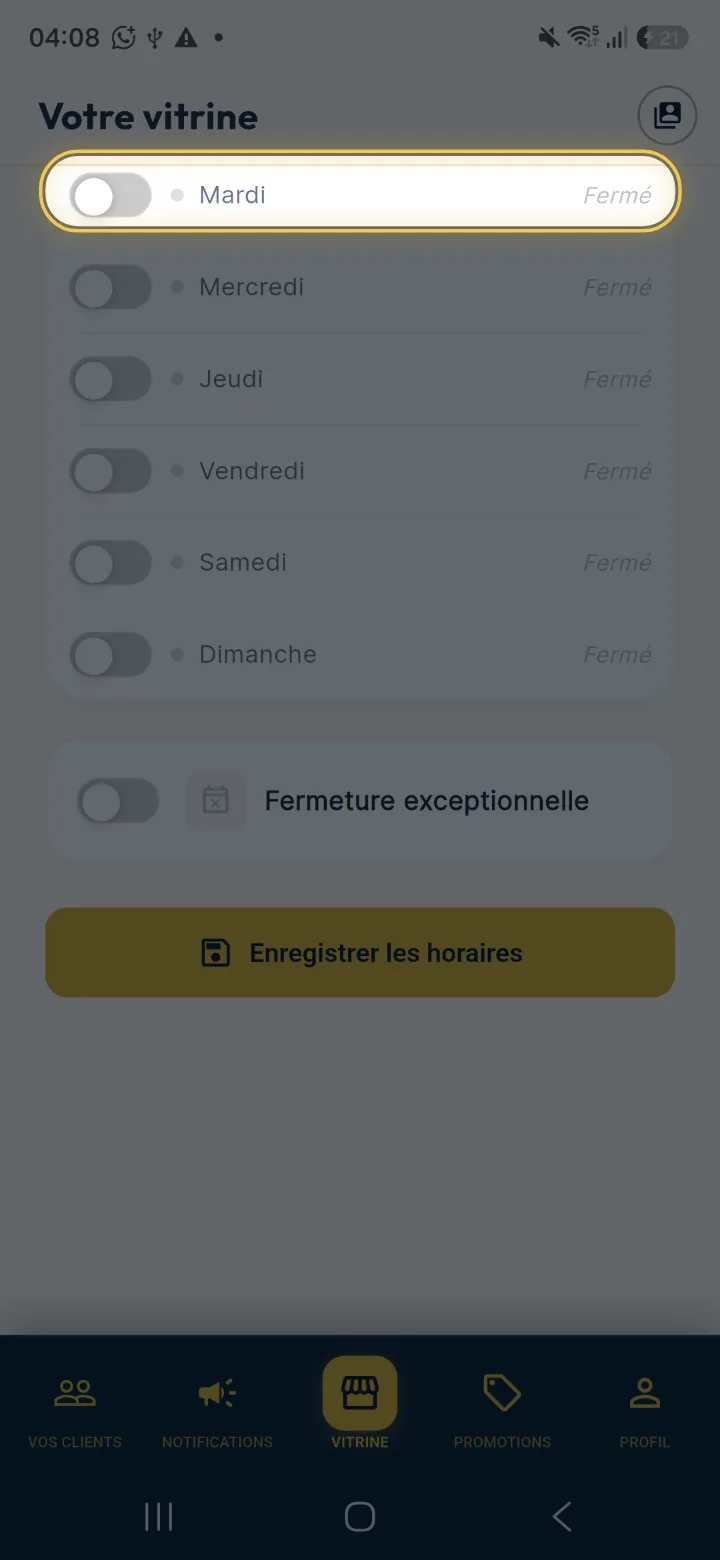 04:08
5
21
Votre vitrine
Mardi Fermé
Mercredi Fermé
Jeudi Fermé
Vendredi Fermé
Samedi Fermé
Dimanche Fermé
Fermeture exceptionnelle
Enregistrer les horaires
VOS CLIENTS NOTIFICATIONS VITRINE PROMOTIONS PROFIL